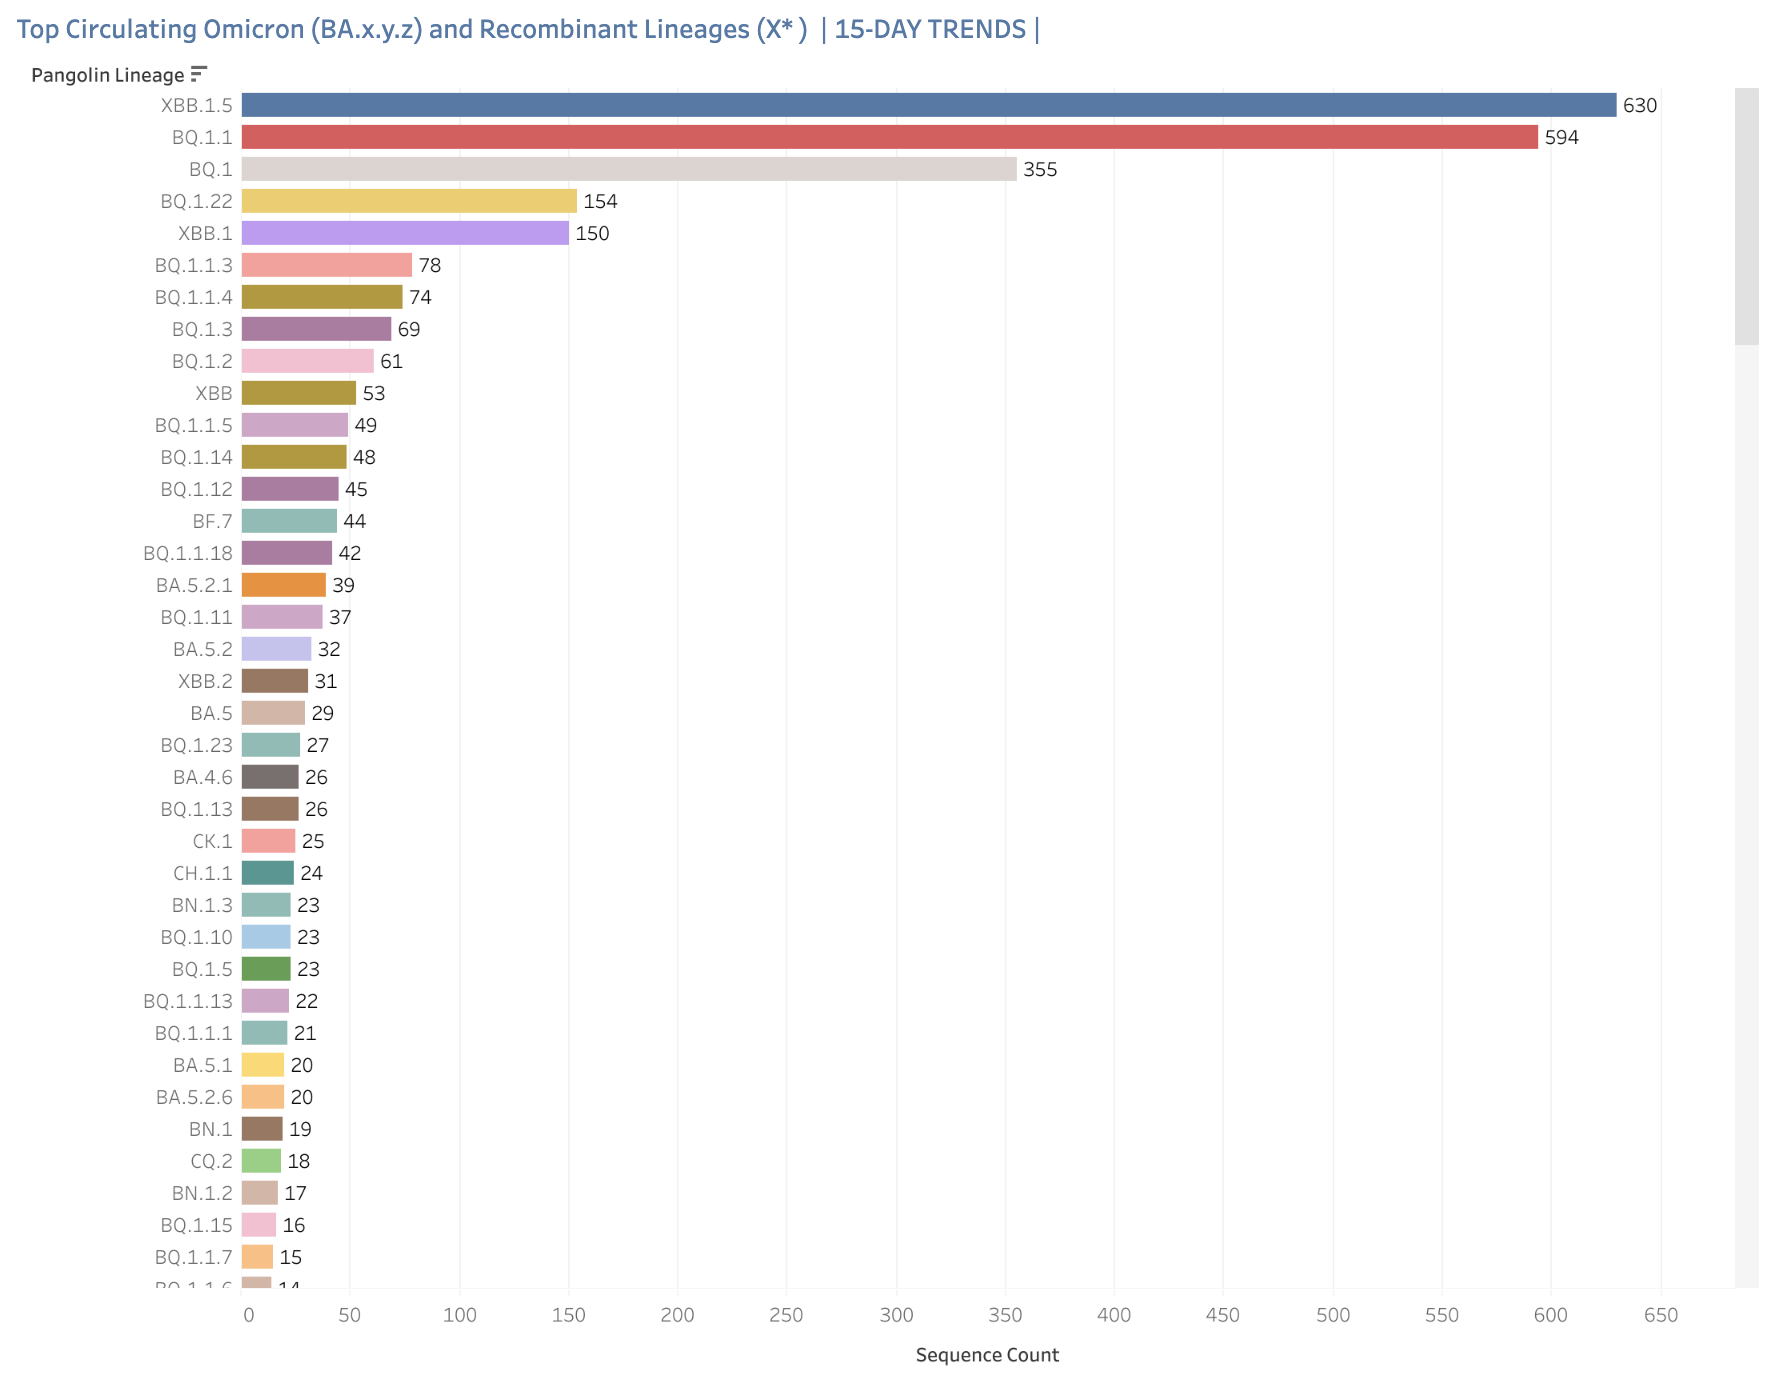 Top Circulating Omicron (BA.x.y.z) and Recombinant Lineages (X* ) | 15-DAY TRENDS |
Pangolin Lineage
XBB.1.5 630
BQ.1.1 594
BQ.1 355
BQ.1.22 154
XBB.1 150
BQ.1.1.3 78
BQ.1.1.4 74
BQ.1.3 69
BQ.1.2 61
XBB 53
BQ.1.1.5 49
BQ.1.14 48
BQ.1.12 45
BF.7 44
BQ.1.1.18 42
BA.5.2.1 39
BQ.1.11 37
BA.5.2 32
XBB.2 31
BA.5 29
BQ.1.23 27
BA.4.6 26
BQ.1.13 26
CK.1 25
CH.1.1 24
BN.1.3 23
BQ.1.10 23
BQ.1.5 23
BQ.1.1.13 22
BQ.1.1.1 21
BA.5.1 20
BA.5.2.6 20
BN.1 19
CQ.2 18
BN.1.2 17
BQ.1.15 16
BQ.1.1.7 15
14
0 50 100 150 200 250 300 350 400 450 500 550 600 650
Sequence Count